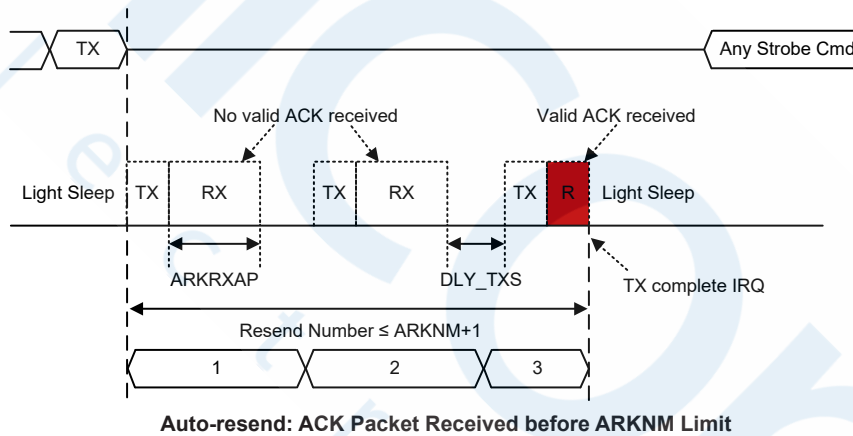 TX
Any Strobe Cmd
No valid ACK received
Valid ACK received
Light Sleep
TX
RX
TX
RX
TX
R
Light Sleep
ARKRXAP
DLY_TXS
TX complete IRQ
Resend Number ≤ ARKNM+1
1
2
3
Auto-resend: ACK Packet Received before ARKNM Limit